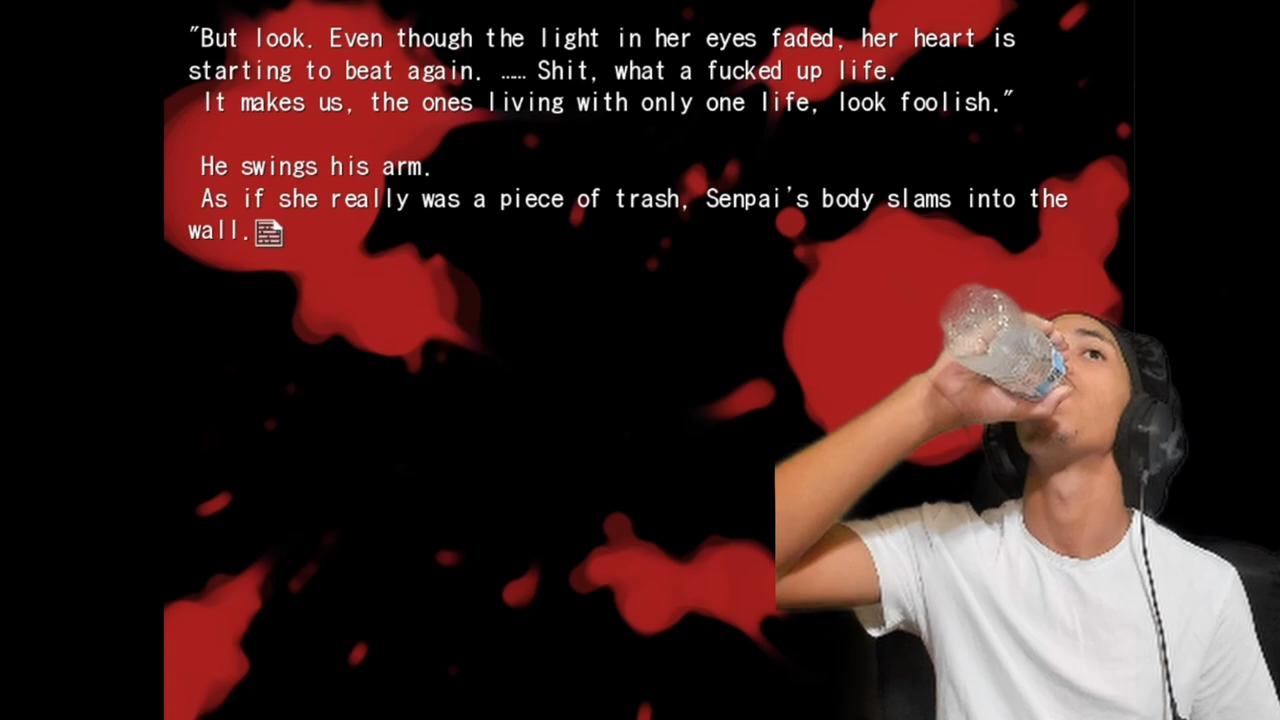 "But look. Even though the light in her eyes faded, her heart is
starting to beat again. …… Shit, what a fucked up life.
It makes us, the ones living with only one life, look foolish."
He swings his arm.
As if she really was a piece of trash, Senpai's body slams into the
wall.